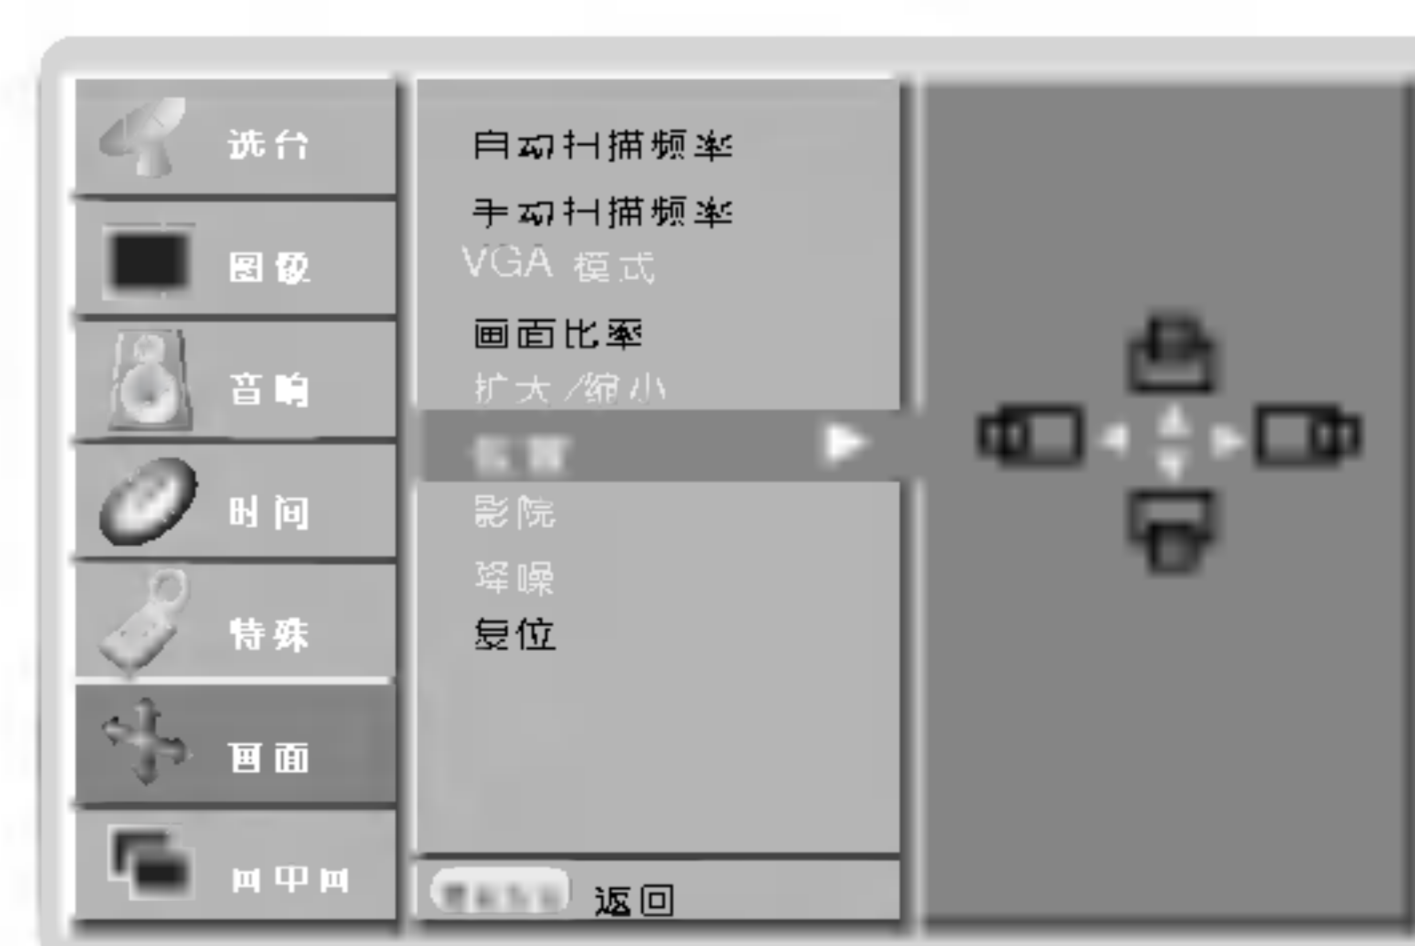 选台
图像
音响
时间
特殊
画面
画中画
自动扫描频率
手动扫描频率
VGA 模式
画面比率
扩大/缩小
位置
影院
降噪
复位
返回